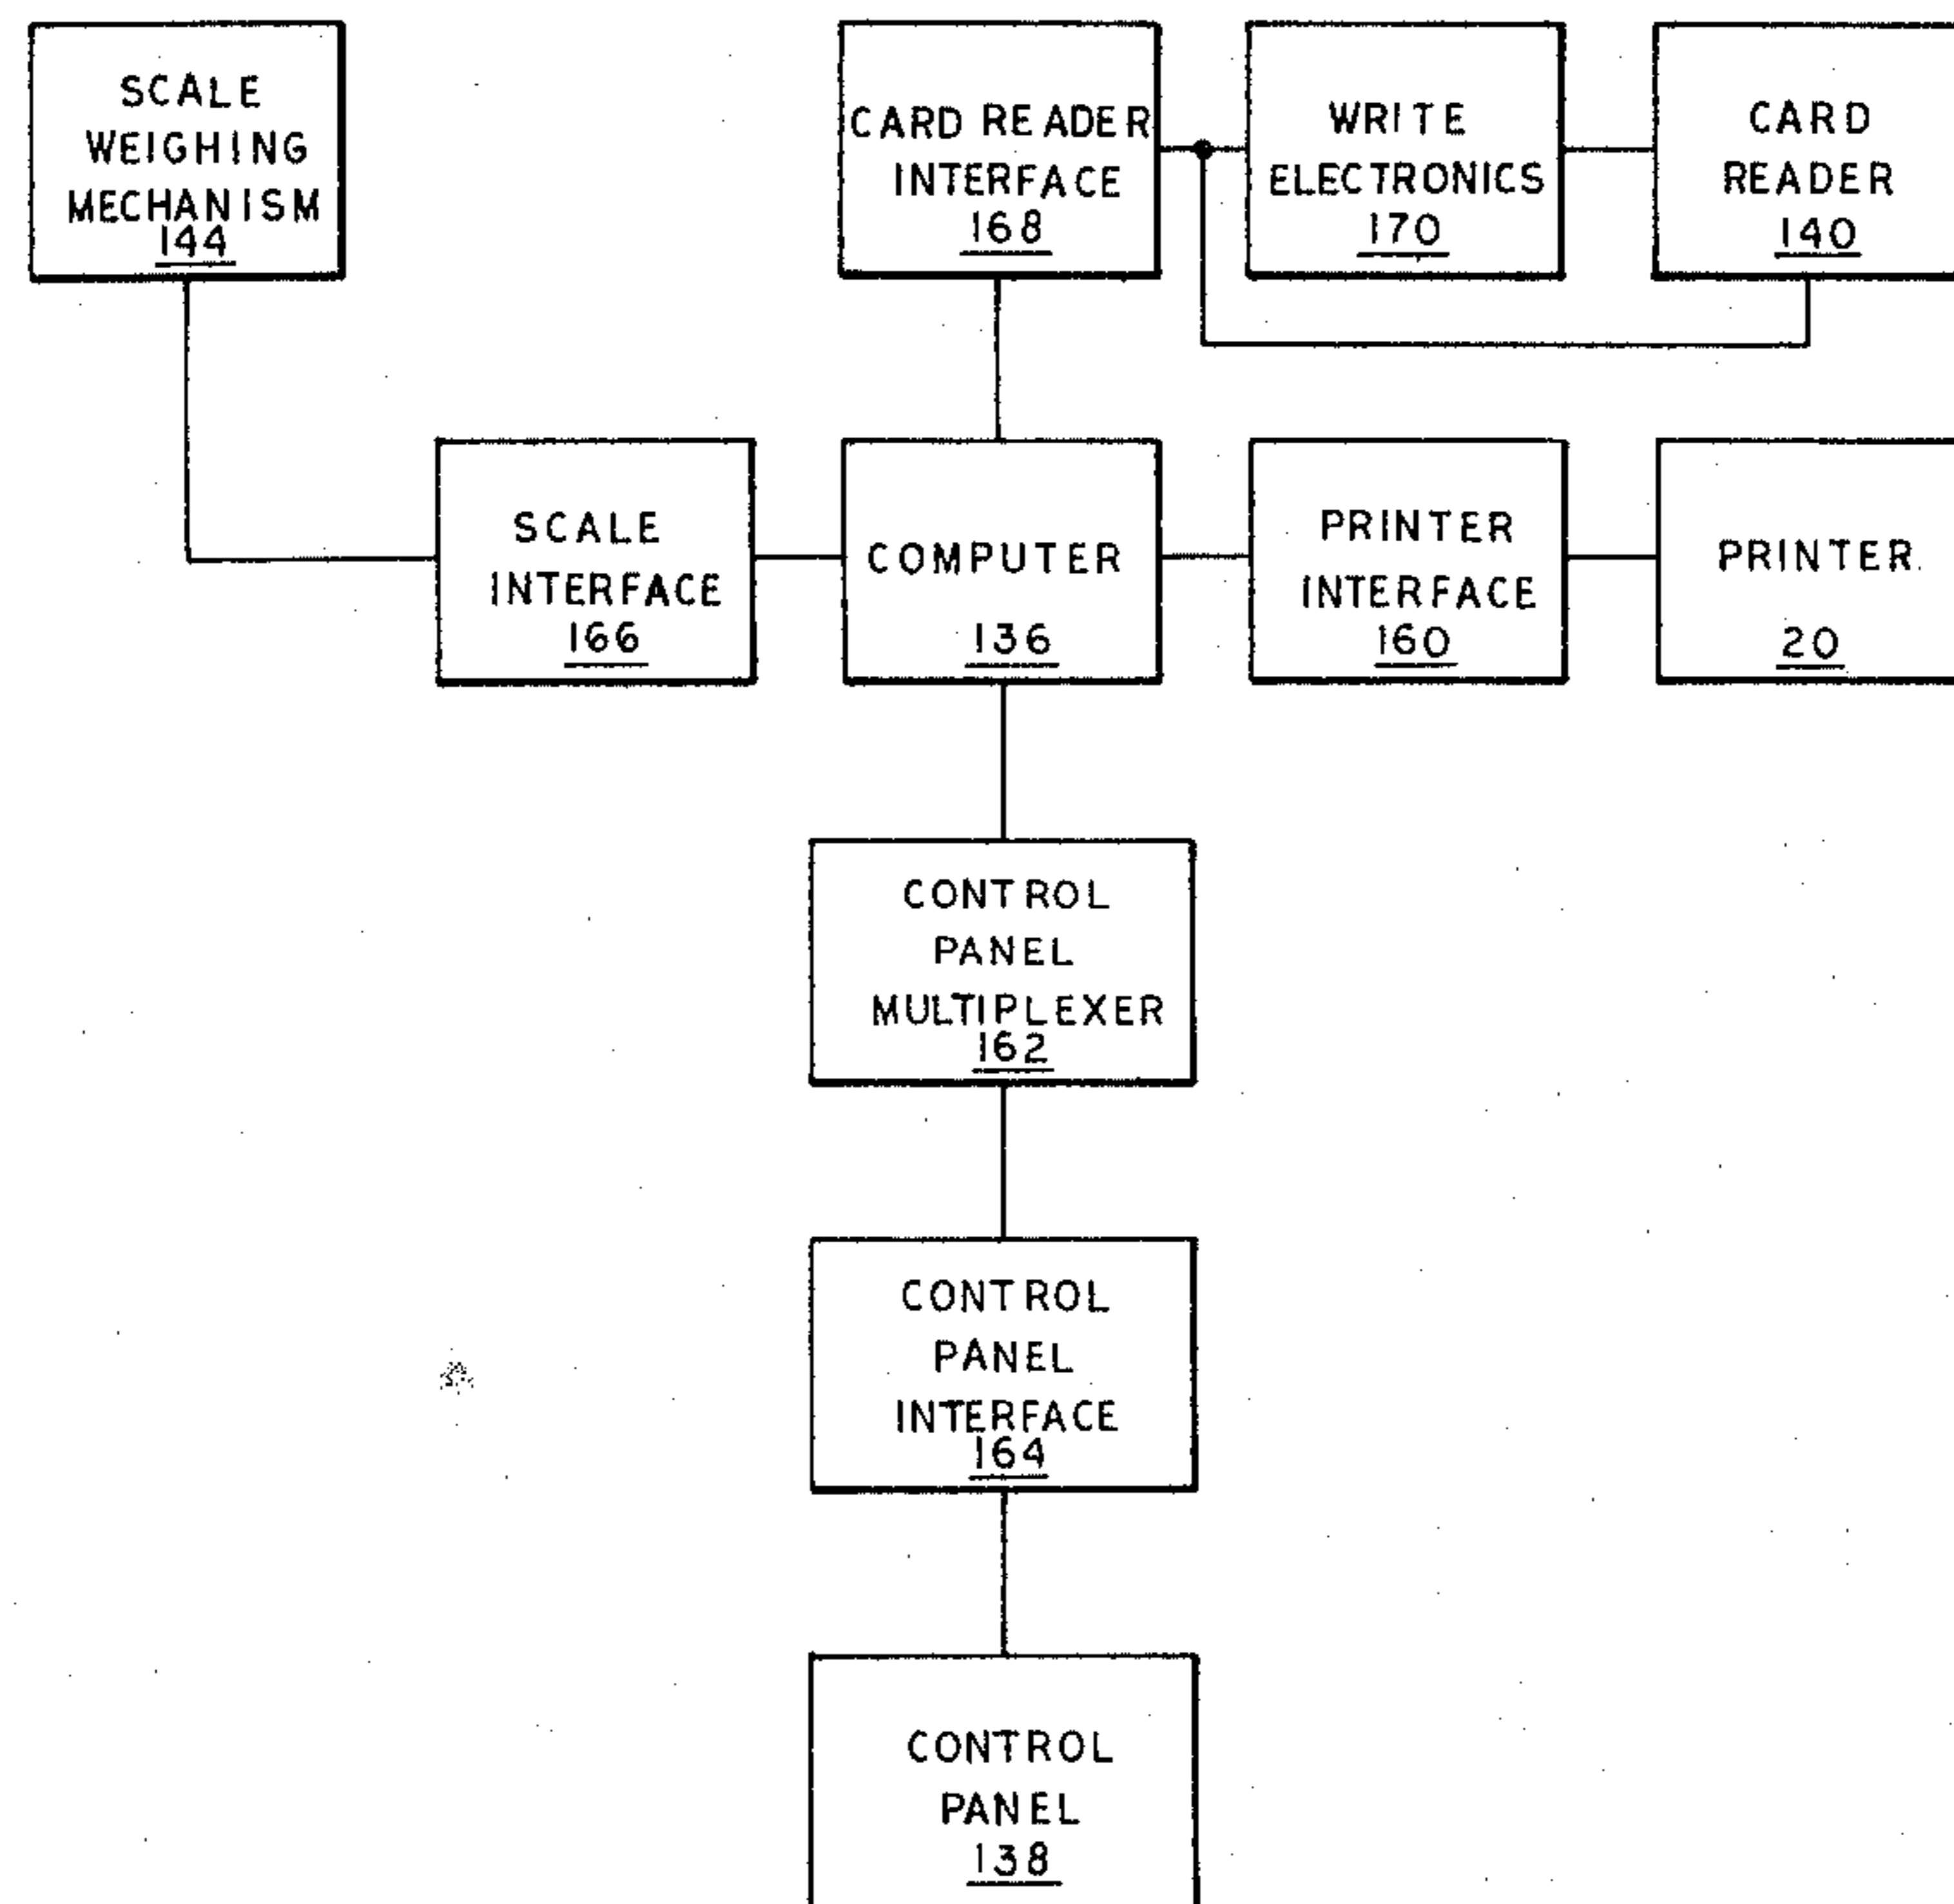 SCALE
WEIGHING
MECHANISM
144
CARD READER
INTERFACE
168
WRITE
ELECTRONICS
170
CARD
READER
140
SCALE
INTERFACE
166
COMPUTER
136
PRINTER
INTERFACE
160
PRINTER
20
CONTROL
PANEL
MULTIPLEXER
162
CONTROL
PANEL
INTERFACE
164
CONTROL
PANEL
138